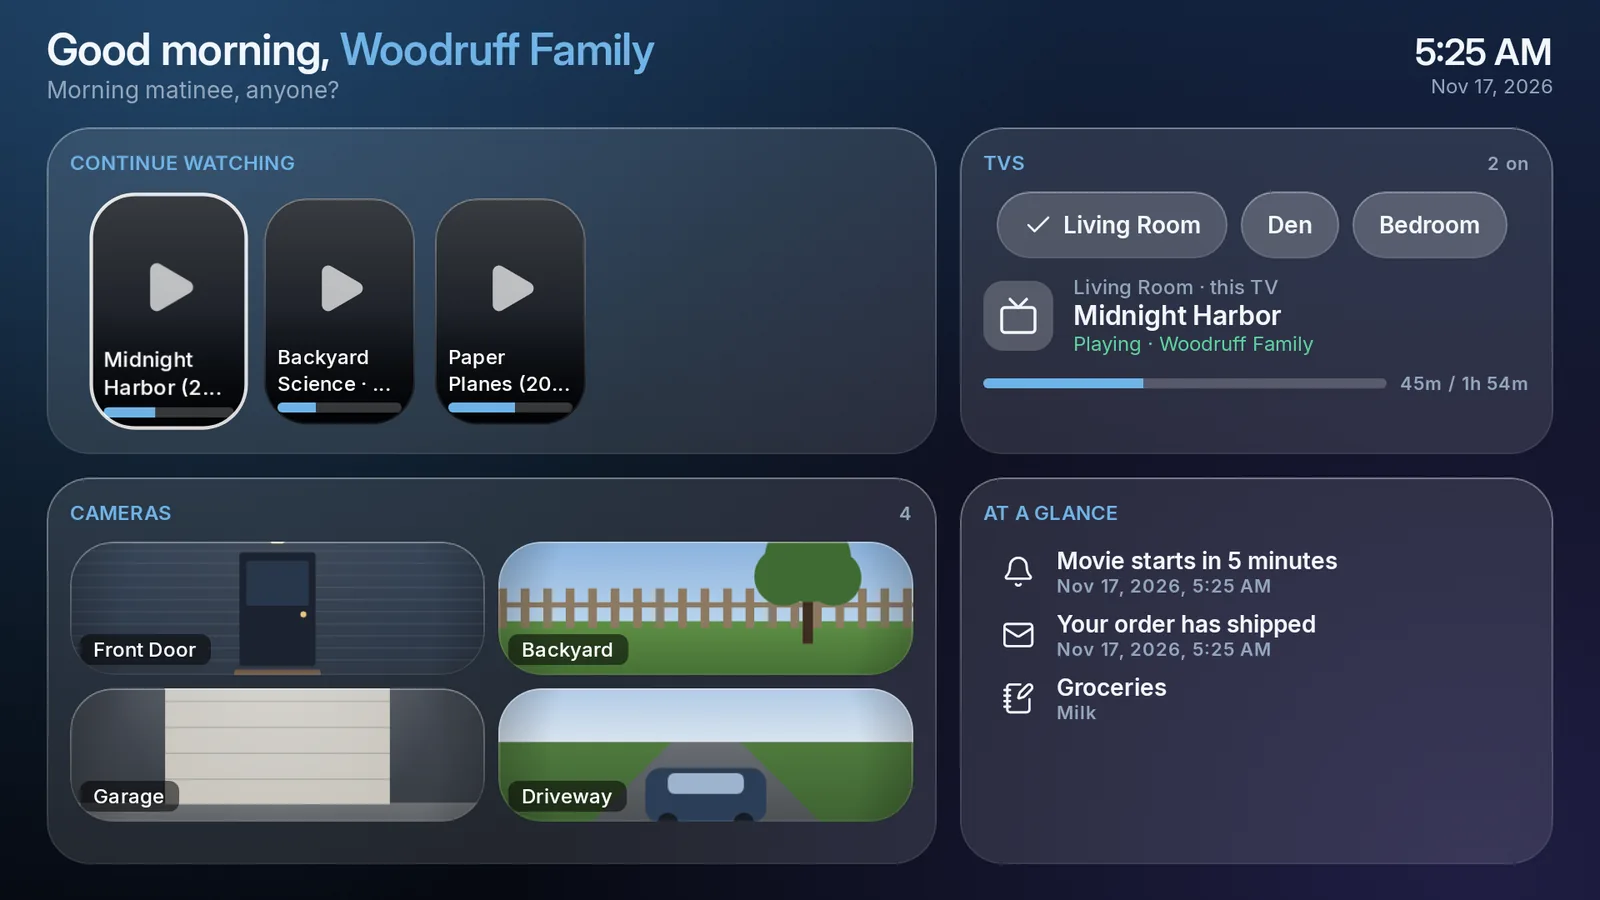 Good morning, Woodruff Family
Morning matinee, anyone?
5:25 AM
Nov 17, 2026
CONTINUE WATCHING
Midnight
Harbor (2...
Backyard
Science · ...
Paper
Planes (20...
TVS
2 on
Living Room
Den
Bedroom
Living Room · this TV
Midnight Harbor
Playing · Woodruff Family
45m / 1h 54m
CAMERAS
4
Front Door
Backyard
Garage
Driveway
AT A GLANCE
Movie starts in 5 minutes
Nov 17, 2026, 5:25 AM
Your order has shipped
Nov 17, 2026, 5:25 AM
Groceries
Milk